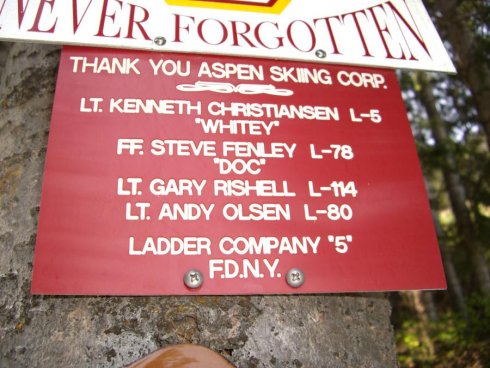 NEVER FORGOTTEN
THANK YOU ASPEN SKIING CORP.
LT. KENNETH CHRISTIANSEN L-5
"WHITEY"
FF. STEVE FENLEY L-78
"DOC"
LT. GARY RISHELL L-114
LT. ANDY OLSEN L-80
LADDER COMPANY "5"
F.D.N.Y.